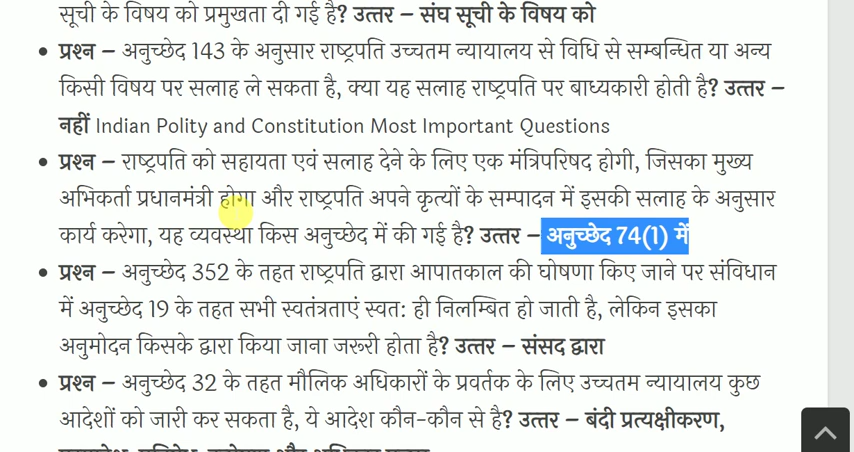 सूची के विषय को प्रमुखता दी गई है? उत्तर – संघ सूची के विषय को
• प्रश्न – अनुच्छेद 143 के अनुसार राष्ट्रपति उच्चतम न्यायालय से विधि से सम्बन्धित या अन्य
किसी विषय पर सलाह ले सकता है, क्या यह सलाह राष्ट्रपति पर बाध्यकारी होती है? उत्तर –
नहीं Indian Polity and Constitution Most Important Questions
• प्रश्न – राष्ट्रपति को सहायता एवं सलाह देने के लिए एक मंत्रिपरिषद होगी, जिसका मुख्य
अभिकर्ता प्रधानमंत्री होगा और राष्ट्रपति अपने कृत्यों के सम्पादन में इसकी सलाह के अनुसार
कार्य करेगा, यह व्यवस्था किस अनुच्छेद में की गई है? उत्तर – अनुच्छेद 74(1) में
• प्रश्न – अनुच्छेद 352 के तहत राष्ट्रपति द्वारा आपातकाल की घोषणा किए जाने पर संविधान
में अनुच्छेद 19 के तहत सभी स्वतंत्रताएं स्वत: ही निलम्बित हो जाती है, लेकिन इसका
अनुमोदन किसके द्वारा किया जाना जरूरी होता है? उत्तर – संसद द्वारा
• प्रश्न – अनुच्छेद 32 के तहत मौलिक अधिकारों के प्रवर्तक के लिए उच्चतम न्यायालय कुछ
आदेशों को जारी कर सकता है, ये आदेश कौन-कौन से है? उत्तर – बंदी प्रत्यक्षीकरण,